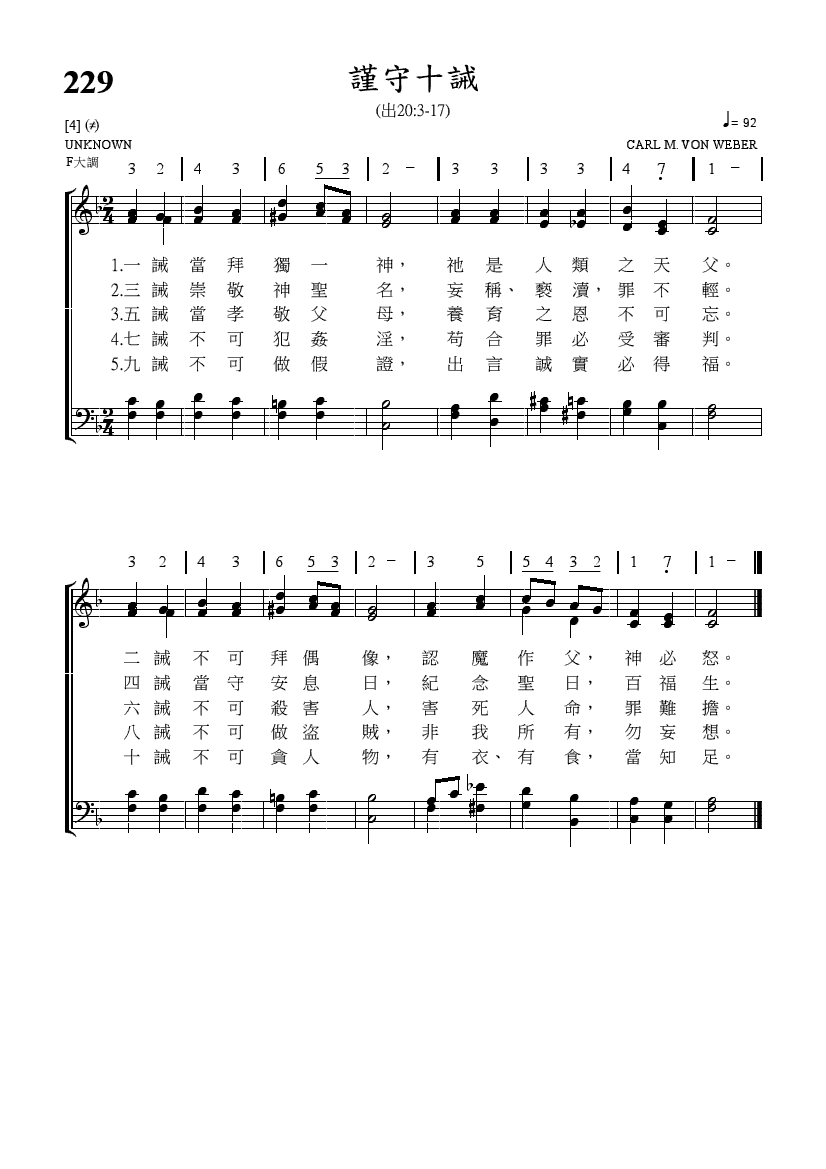 229
謹守十誡
(出20:3-17)
[4] (≠)
♩= 92
UNKNOWN
CARL M. VON WEBER
F大調
3 2 | 4 3 | 6 5 3 | 2 – | 3 3 | 3 3 | 4 7 | 1 – |
1.一誡當拜獨一神，祂是人類之天父。
2.三誡崇敬神聖名，妄稱、褻瀆，罪不輕。
3.五誡當孝敬父母，養育之恩不可忘。
4.七誡不可犯姦淫，苟合罪必受審判。
5.九誡不可做假證，出言誠實必得福。
3 2 | 4 3 | 6 5 3 | 2 – | 3 5 | 5 4 3 2 | 1 7 | 1 – |
二誡不可拜偶像，認魔作父，神必怒。
四誡當守安息日，紀念聖日，百福生。
六誡不可殺害人，害死人命，罪難擔。
八誡不可做盜賊，非我所有，勿妄想。
十誡不可貪人物，有衣、有食，當知足。